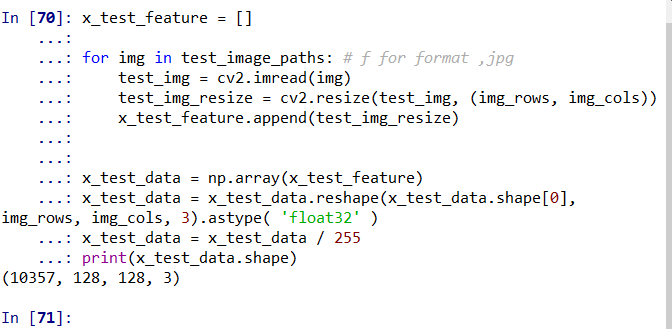 In [70]: x_test_feature = []
...:
...: for img in test_image_paths: # f for format ,jpg
...:     test_img = cv2.imread(img)
...:     test_img_resize = cv2.resize(test_img, (img_rows, img_cols))
...:     x_test_feature.append(test_img_resize)
...:
...:
...: x_test_data = np.array(x_test_feature)
...: x_test_data = x_test_data.reshape(x_test_data.shape[0],
img_rows, img_cols, 3).astype( 'float32' )
...: x_test_data = x_test_data / 255
...: print(x_test_data.shape)
(10357, 128, 128, 3)
In [71]: